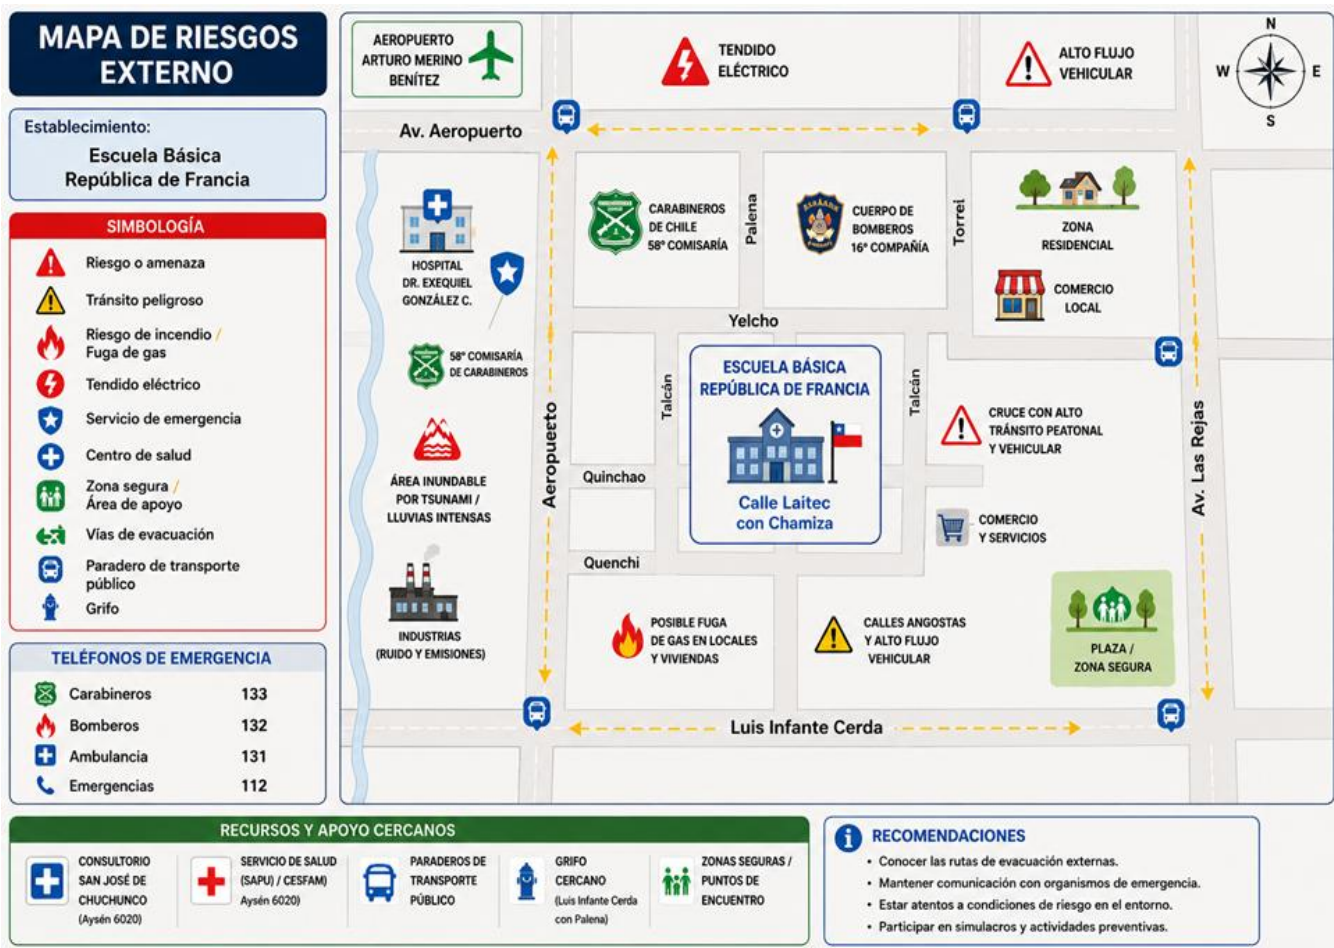 MAPA DE RIESGOS
EXTERNO
Establecimiento:
Escuela Básica
República de Francia
SIMBOLOGÍA
Riesgo o amenaza
Tránsito peligroso
Riesgo de incendio /
Fuga de gas
Tendido eléctrico
Servicio de emergencia
Centro de salud
Zona segura /
Área de apoyo
Vías de evacuación
Paradero de transporte
público
Grifo
TELÉFONOS DE EMERGENCIA
Carabineros 133
Bomberos 132
Ambulancia 131
Emergencias 112
AEROPUERTO
ARTURO MERINO
BENÍTEZ
TENDIDO
ELÉCTRICO
ALTO FLUJO
VEHICULAR
N
W E
S
Av. Aeropuerto
HOSPITAL
DR. EXEQUIEL
GONZÁLEZ C.
CARABINEROS
DE CHILE
58° COMISARÍA
Palena
CUERPO DE
BOMBEROS
16° COMPAÑÍA
Torrei
ZONA
RESIDENCIAL
COMERCIO
LOCAL
Yelcho
58° COMISARÍA
DE CARABINEROS
Aeropuecto
Talcán
ESCUELA BÁSICA
REPÚBLICA DE FRANCIA
Calle Laitec
con Chamiza
Talcán
CRUCE CON ALTO
TRÁNSITO PEATONAL
Y VEHICULAR
Av. Las Rejas
ÁREA INUNDABLE
POR TSUNAMI /
LLUVIAS INTENSAS
Quinchao
COMERCIO
Y SERVICIOS
Quenchi
INDUSTRIAS
(RUIDO Y EMISIONES)
POSIBLE FUGA
DE GAS EN LOCALES
Y VIVIENDAS
CALLES ANGOSTAS
Y ALTO FLUJO
VEHICULAR
PLAZA /
ZONA SEGURA
Luis Infante Cerda
RECURSOS Y APOYO CERCANOS
CONSULTORIO
SAN JOSÉ DE
CHUCHUNCO
(Aysén 6020)
SERVICIO DE SALUD
(SAPU) / CESFAM)
Aysén 6020)
PARADEROS DE
TRANSPORTE
PÚBLICO
GRIFO
CERCANO
(Luis Infante Cerda
con Palena)
ZONAS SEGURAS /
PUNTOS DE
ENCUENTRO
RECOMENDACIONES
• Conocer las rutas de evacuación externas.
• Mantener comunicación con organismos de emergencia.
• Estar atentos a condiciones de riesgo en el entorno.
• Participar en simulacros y actividades preventivas.